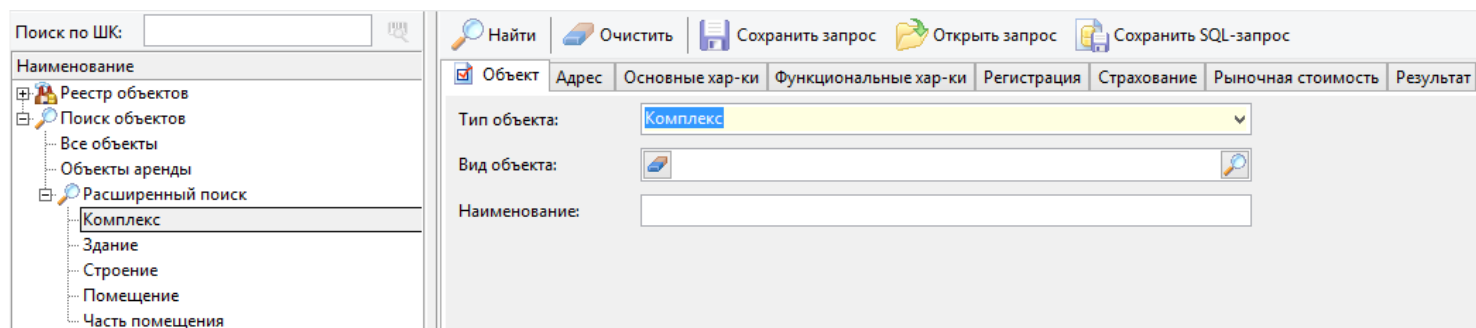 Поиск по ШК:
Наименование
Реестр объектов
Поиск объектов
Все объекты
Объекты аренды
Расширенный поиск
Комплекс
Здание
Строение
Помещение
Часть помещения
Найти Очистить Сохранить запрос Открыть запрос Сохранить SQL-запрос
Объект Адрес Основные хар-ки Функциональные хар-ки Регистрация Страхование Рыночная стоимость Результат
Тип объекта: Комплекс
Вид объекта:
Наименование: